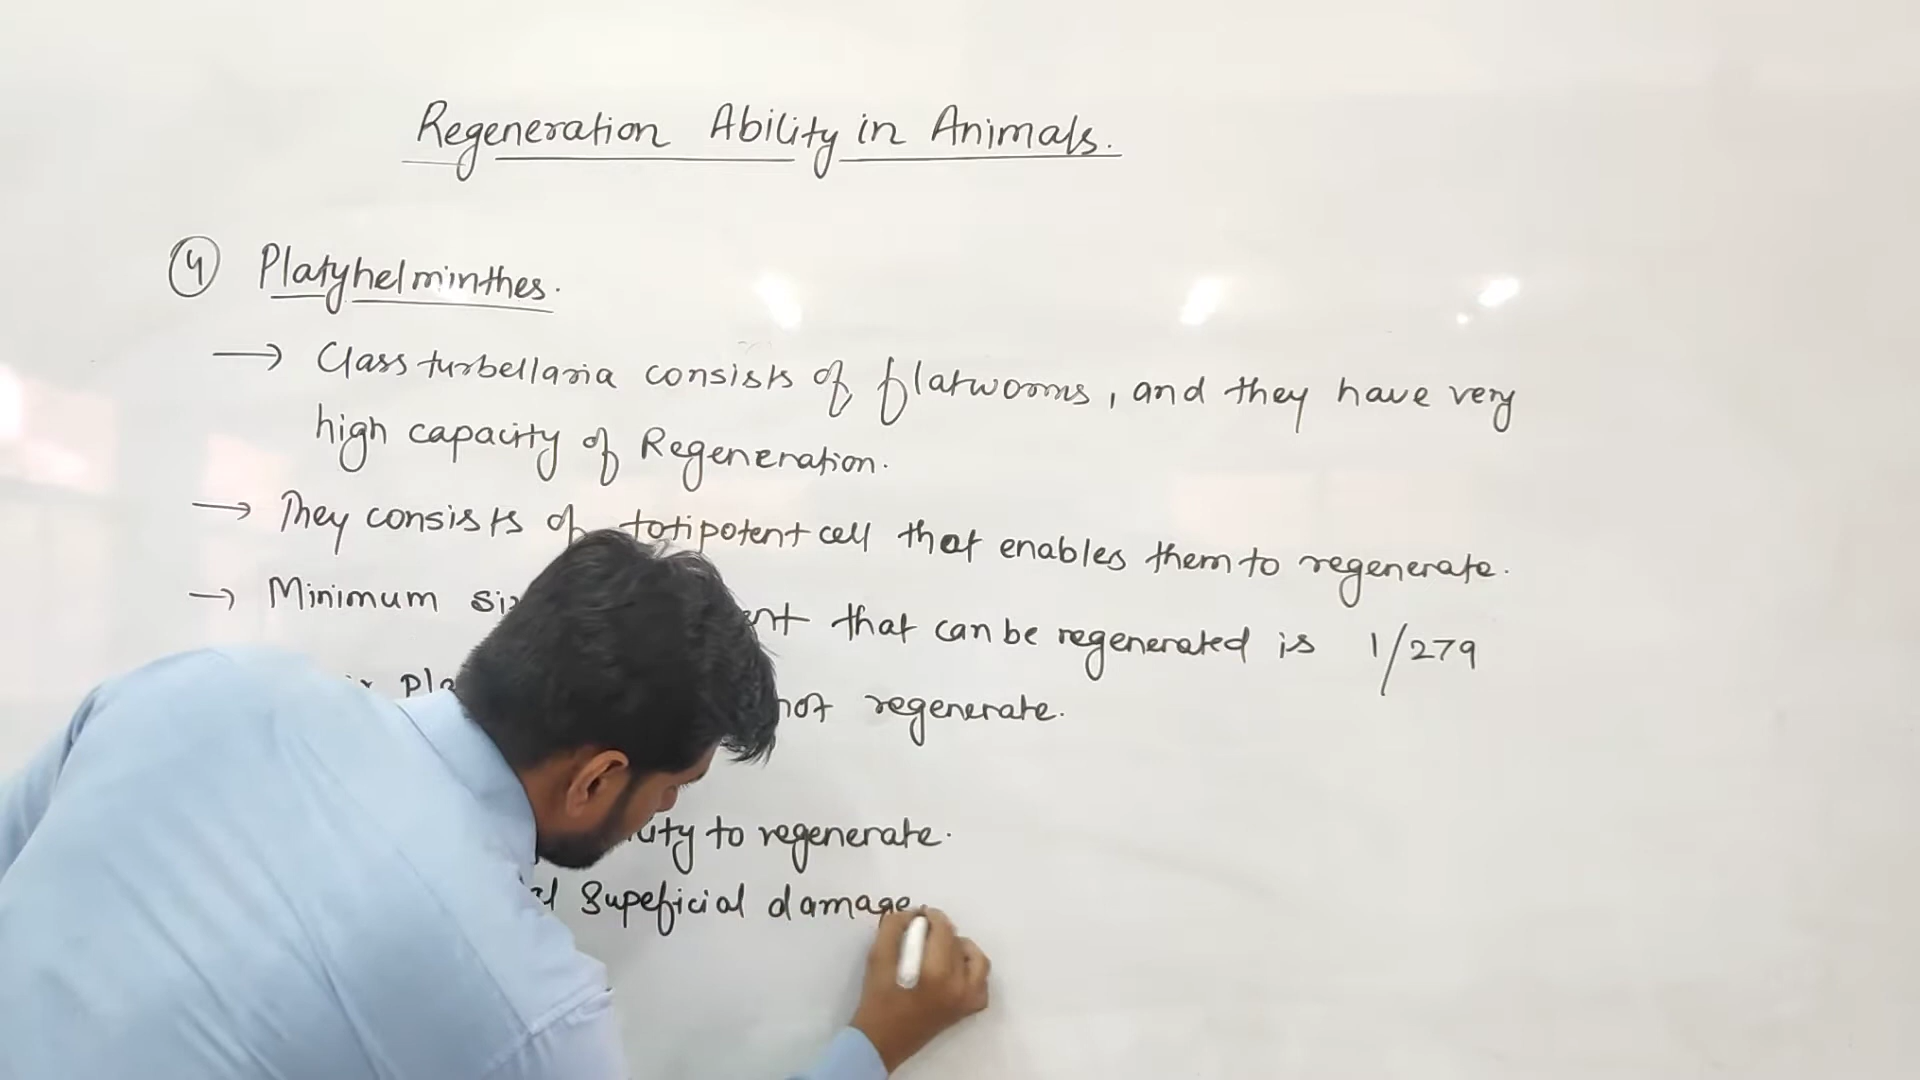 Regeneration Ability in Animals.
④ Platyhelminthes.
→ Class turbellaria consists of flatworms, and they have very
high capacity of Regeneration.
→ They consists of totipotent cell that enables them to regenerate.
→ Minimum that can be regenerated is 1/279
not regenerate.
to regenerate.
Supeficial damage